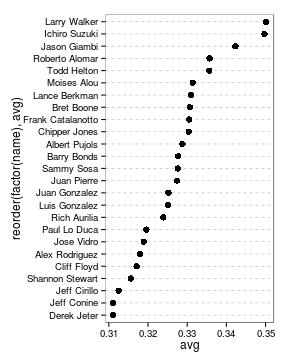 Larry Walker
Ichiro Suzuki
Jason Giambi
Roberto Alomar
Todd Helton
Moises Alou
Lance Berkman
Bret Boone
Frank Catalanotto
Chipper Jones
Albert Pujols
Barry Bonds
Sammy Sosa
Juan Pierre
Juan Gonzalez
Luis Gonzalez
Rich Aurilia
Paul Lo Duca
Jose Vidro
Alex Rodriguez
Cliff Floyd
Shannon Stewart
Jeff Cirillo
Jeff Conine
Derek Jeter
reorder(factor(name), avg)
0.31 0.32 0.33 0.34 0.35
avg